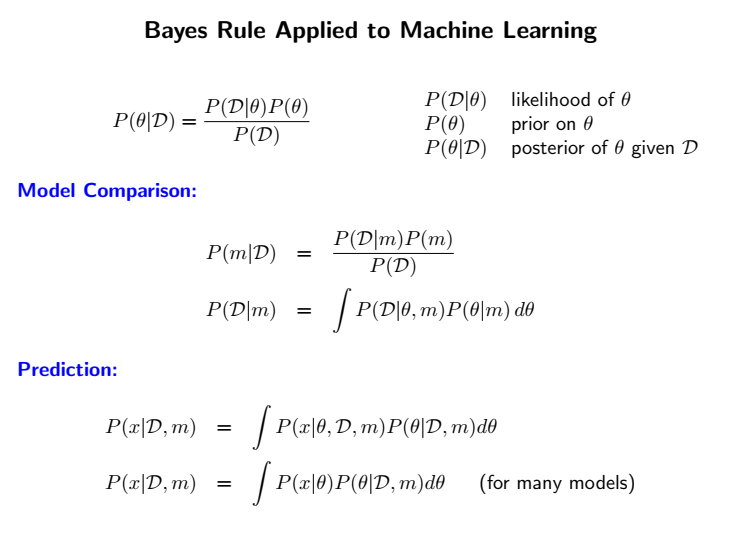 Bayes Rule Applied to Machine Learning
P(θ|𝒟) = P(𝒟|θ)P(θ) / P(𝒟)
P(𝒟|θ) likelihood of θ
P(θ) prior on θ
P(θ|𝒟) posterior of θ given 𝒟
Model Comparison:
P(m|𝒟) = P(𝒟|m)P(m) / P(𝒟)
P(𝒟|m) = ∫ P(𝒟|θ, m)P(θ|m) dθ
Prediction:
P(x|𝒟, m) = ∫ P(x|θ, 𝒟, m)P(θ|𝒟, m)dθ
P(x|𝒟, m) = ∫ P(x|θ)P(θ|𝒟, m)dθ (for many models)